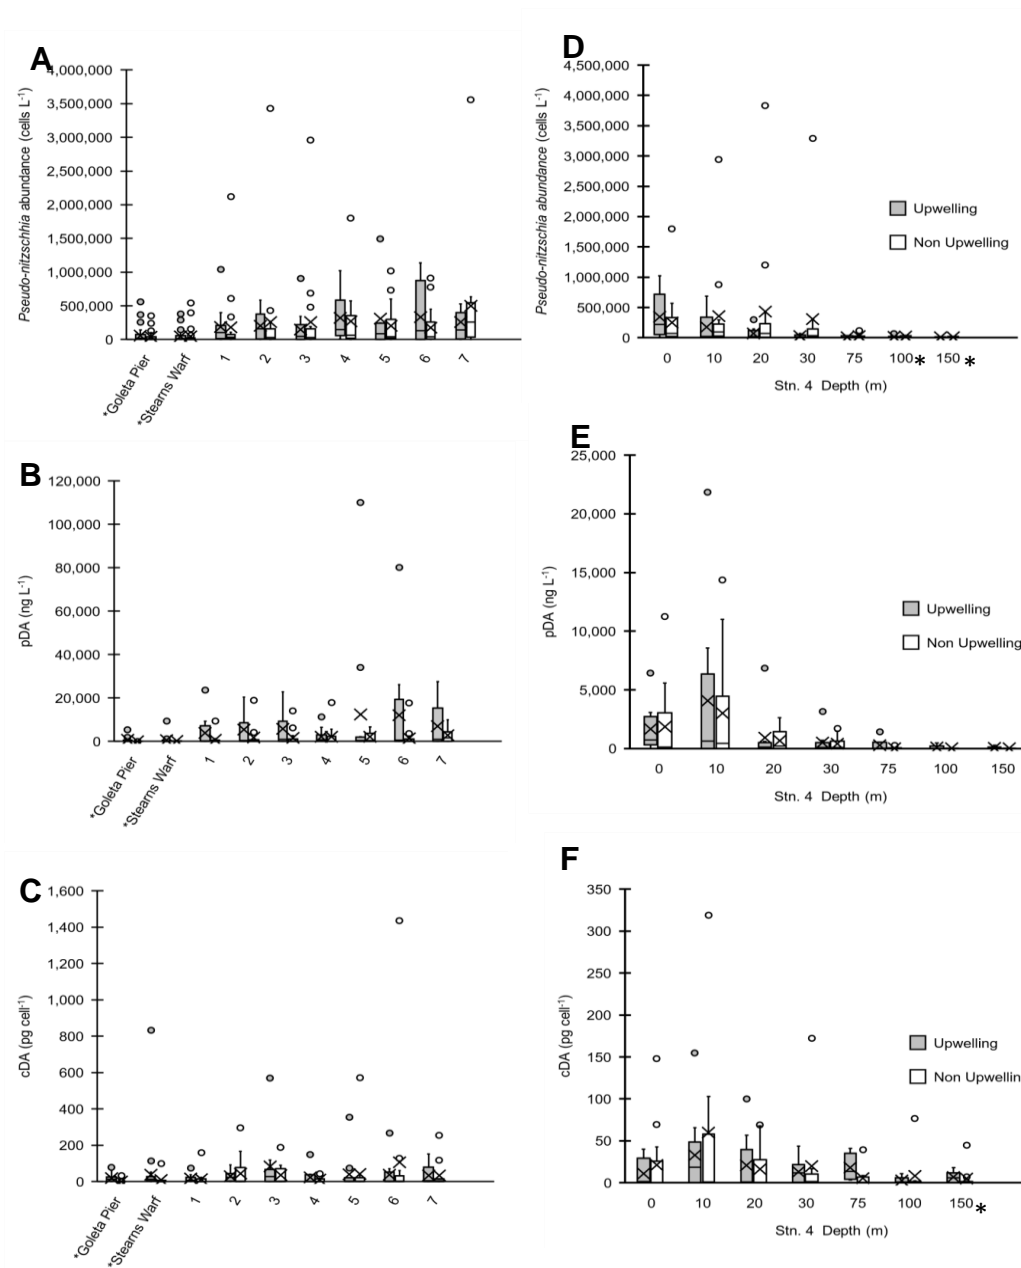 A
Pseudo-nitzschhia abundance (cells L⁻¹)
4,000,000
3,500,000
3,000,000
2,500,000
2,000,000
1,500,000
1,000,000
500,000
0
*Goleta Pier
*Stearns Warf
1
2
3
4
5
6
7
D
Pseudo-nitzschia abundance (cells L⁻¹)
4,500,000
4,000,000
3,500,000
3,000,000
2,500,000
2,000,000
1,500,000
1,000,000
500,000
0
Upwelling
Non Upwelling
0 10 20 30 75 100* 150*
Stn. 4 Depth (m)
B
pDA (ng L⁻¹)
120,000
100,000
80,000
60,000
40,000
20,000
0
*Goleta Pier
*Stearns Warf
1
2
3
4
5
6
7
E
pDA (ng L⁻¹)
25,000
20,000
15,000
10,000
5,000
0
Upwelling
Non Upwelling
0 10 20 30 75 100 150
Stn. 4 Depth (m)
C
cDA (pg cell⁻¹)
1,600
1,400
1,200
1,000
800
600
400
200
0
*Goleta Pier
*Stearns Warf
1
2
3
4
5
6
7
F
cDA (pg cell⁻¹)
350
300
250
200
150
100
50
0
Upwelling
Non Upwellin
0 10 20 30 75 100 150*
Stn. 4 Depth (m)